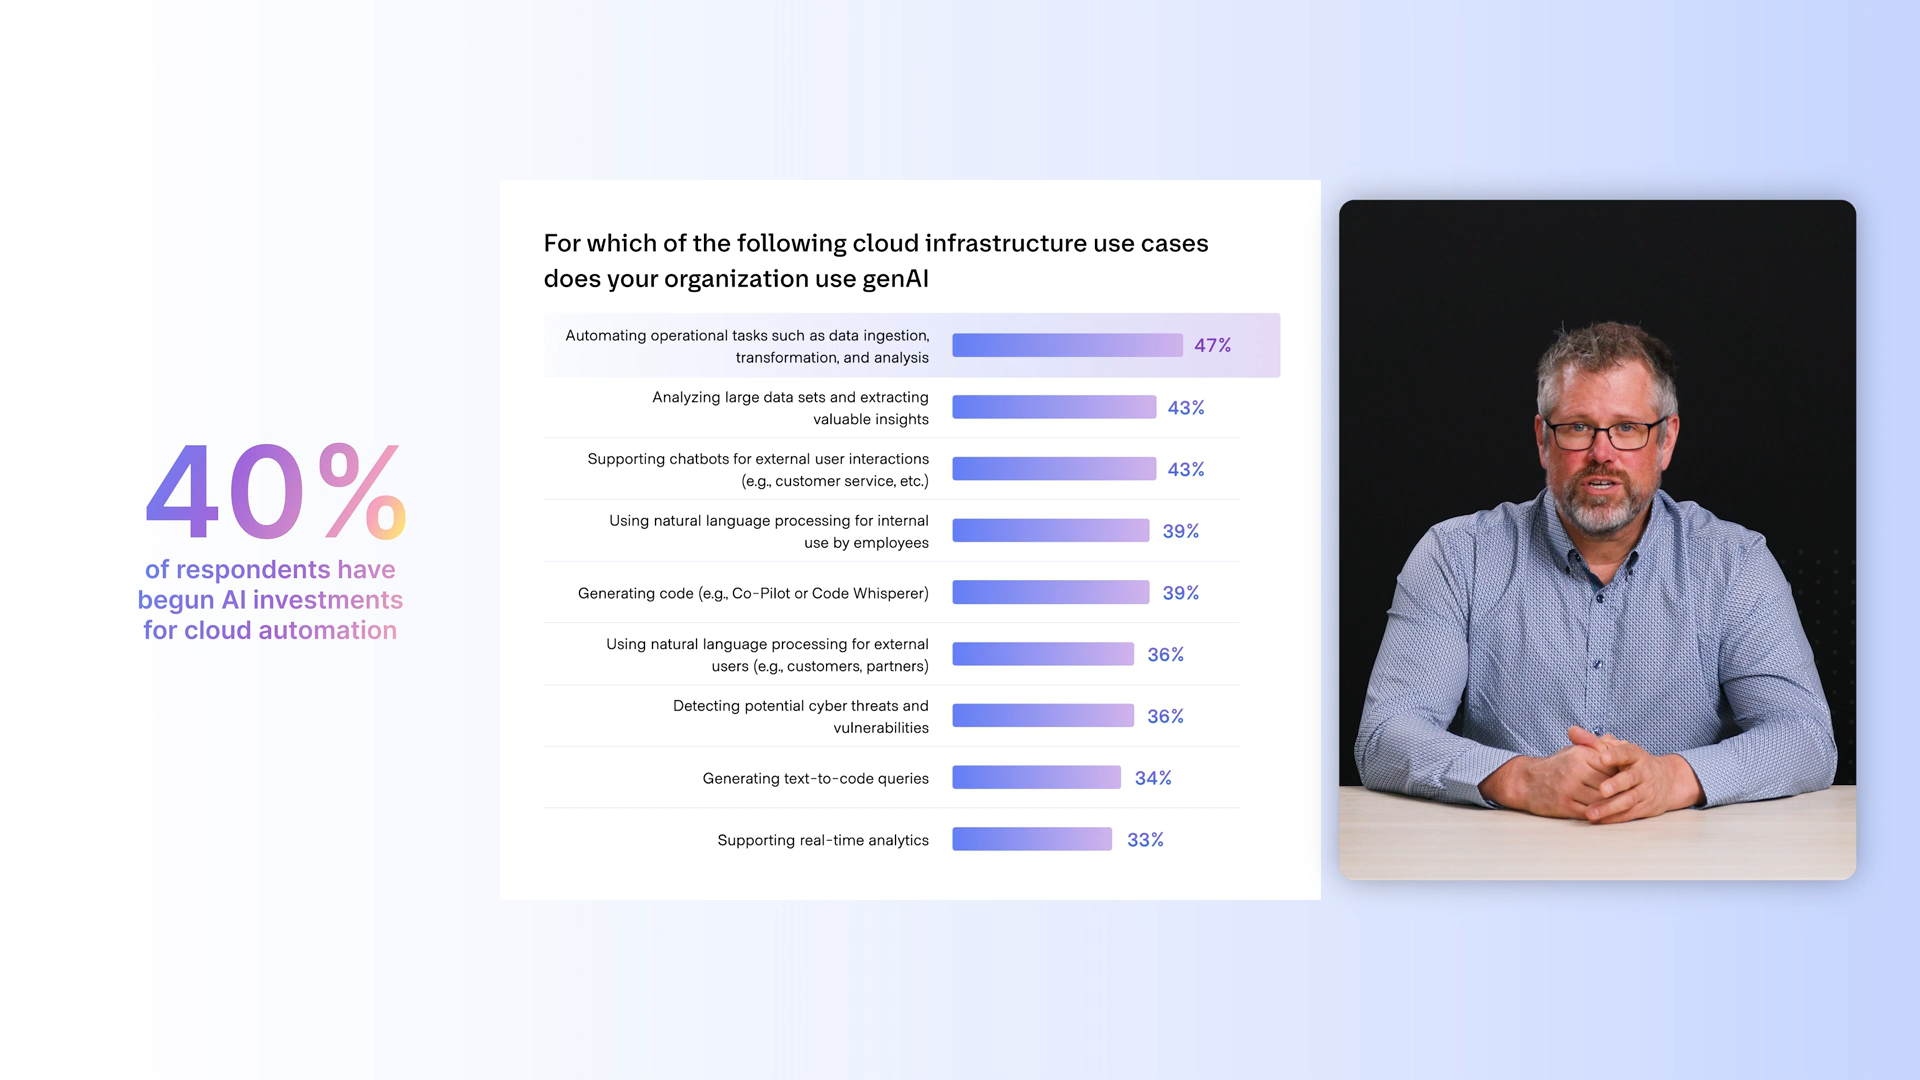 40%
of respondents have
begun AI investments
for cloud automation
For which of the following cloud infrastructure use cases
does your organization use genAI
Automating operational tasks such as data ingestion,
transformation, and analysis
47%
Analyzing large data sets and extracting
valuable insights
43%
Supporting chatbots for external user interactions
(e.g., customer service, etc.)
43%
Using natural language processing for internal
use by employees
39%
Generating code (e.g., Co-Pilot or Code Whisperer)
39%
Using natural language processing for external
users (e.g., customers, partners)
36%
Detecting potential cyber threats and
vulnerabilities
36%
Generating text-to-code queries
34%
Supporting real-time analytics
33%